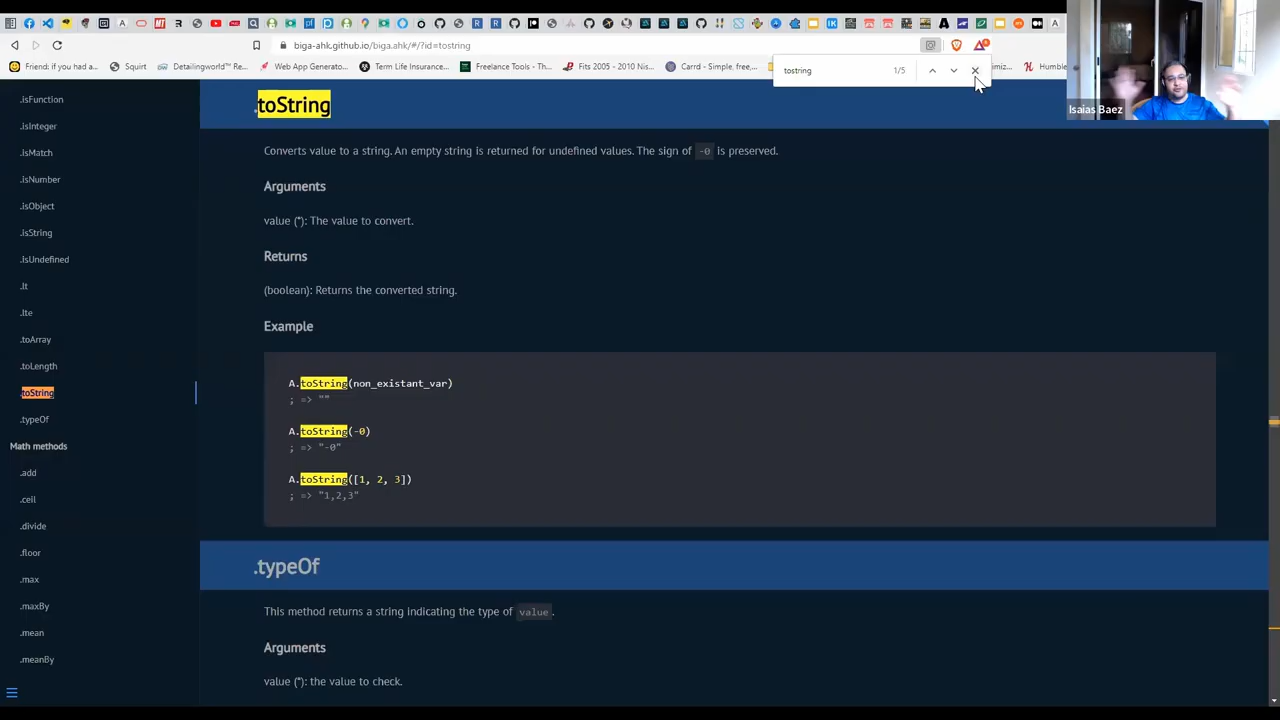 biga-ahk.github.io/biga.ahk/#/?id=tostring
tostring
1/5
Friend: if you had a...
Squirt
Detailingworld™ Reg...
Web App Generato...
Term Life Insurance...
Freelance Tools - Th...
Fits 2005 - 2010 Nis...
Carrd - Simple, free,...
Humble
Isaias Baez
.isFunction
.isInteger
.isMatch
.isNumber
.isObject
.isString
.isUndefined
.lt
.lte
.toArray
.toLength
.toString
.typeOf
Math methods
.add
.ceil
.divide
.floor
.max
.maxBy
.mean
.meanBy
.toString
Converts value to a string. An empty string is returned for undefined values. The sign of -0 is preserved.
Arguments
value (*): The value to convert.
Returns
(boolean): Returns the converted string.
Example
A.toString(non_existant_var)
; => ""
A.toString(-0)
; => "-0"
A.toString([1, 2, 3])
; => "1,2,3"
.typeOf
This method returns a string indicating the type of value.
Arguments
value (*): the value to check.